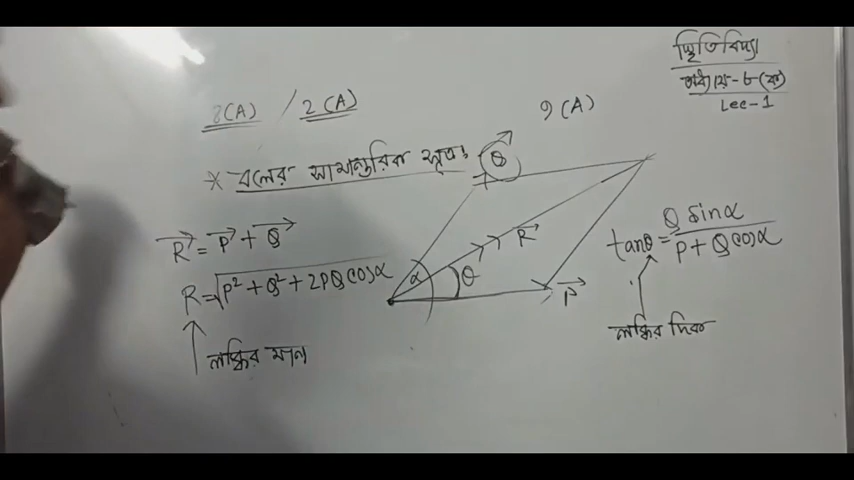 স্থিতিবিদ্যা
অধ্যায়-৮(ক)
Lec-1
8(A) / 2(A)
9(A)
* বলের সামান্তরিক সূত্র:
Q
R = P + Q
R = √P² + Q² + 2PQ cosα
লব্ধির মান
α
θ
R
P
tanθ = Q sinα / P + Q cosα
লব্ধির দিক